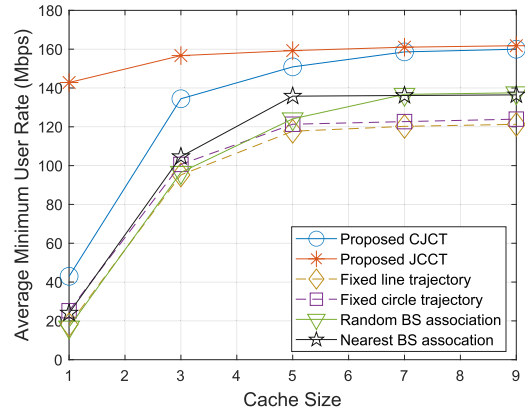 Average Minimum User Rate (Mbps)
180
160
140
120
100
80
60
40
20
0
1 2 3 4 5 6 7 8 9
Cache Size
Proposed CJCT
Proposed JCCT
Fixed line trajectory
Fixed circle trajectory
Random BS association
Nearest BS assocation